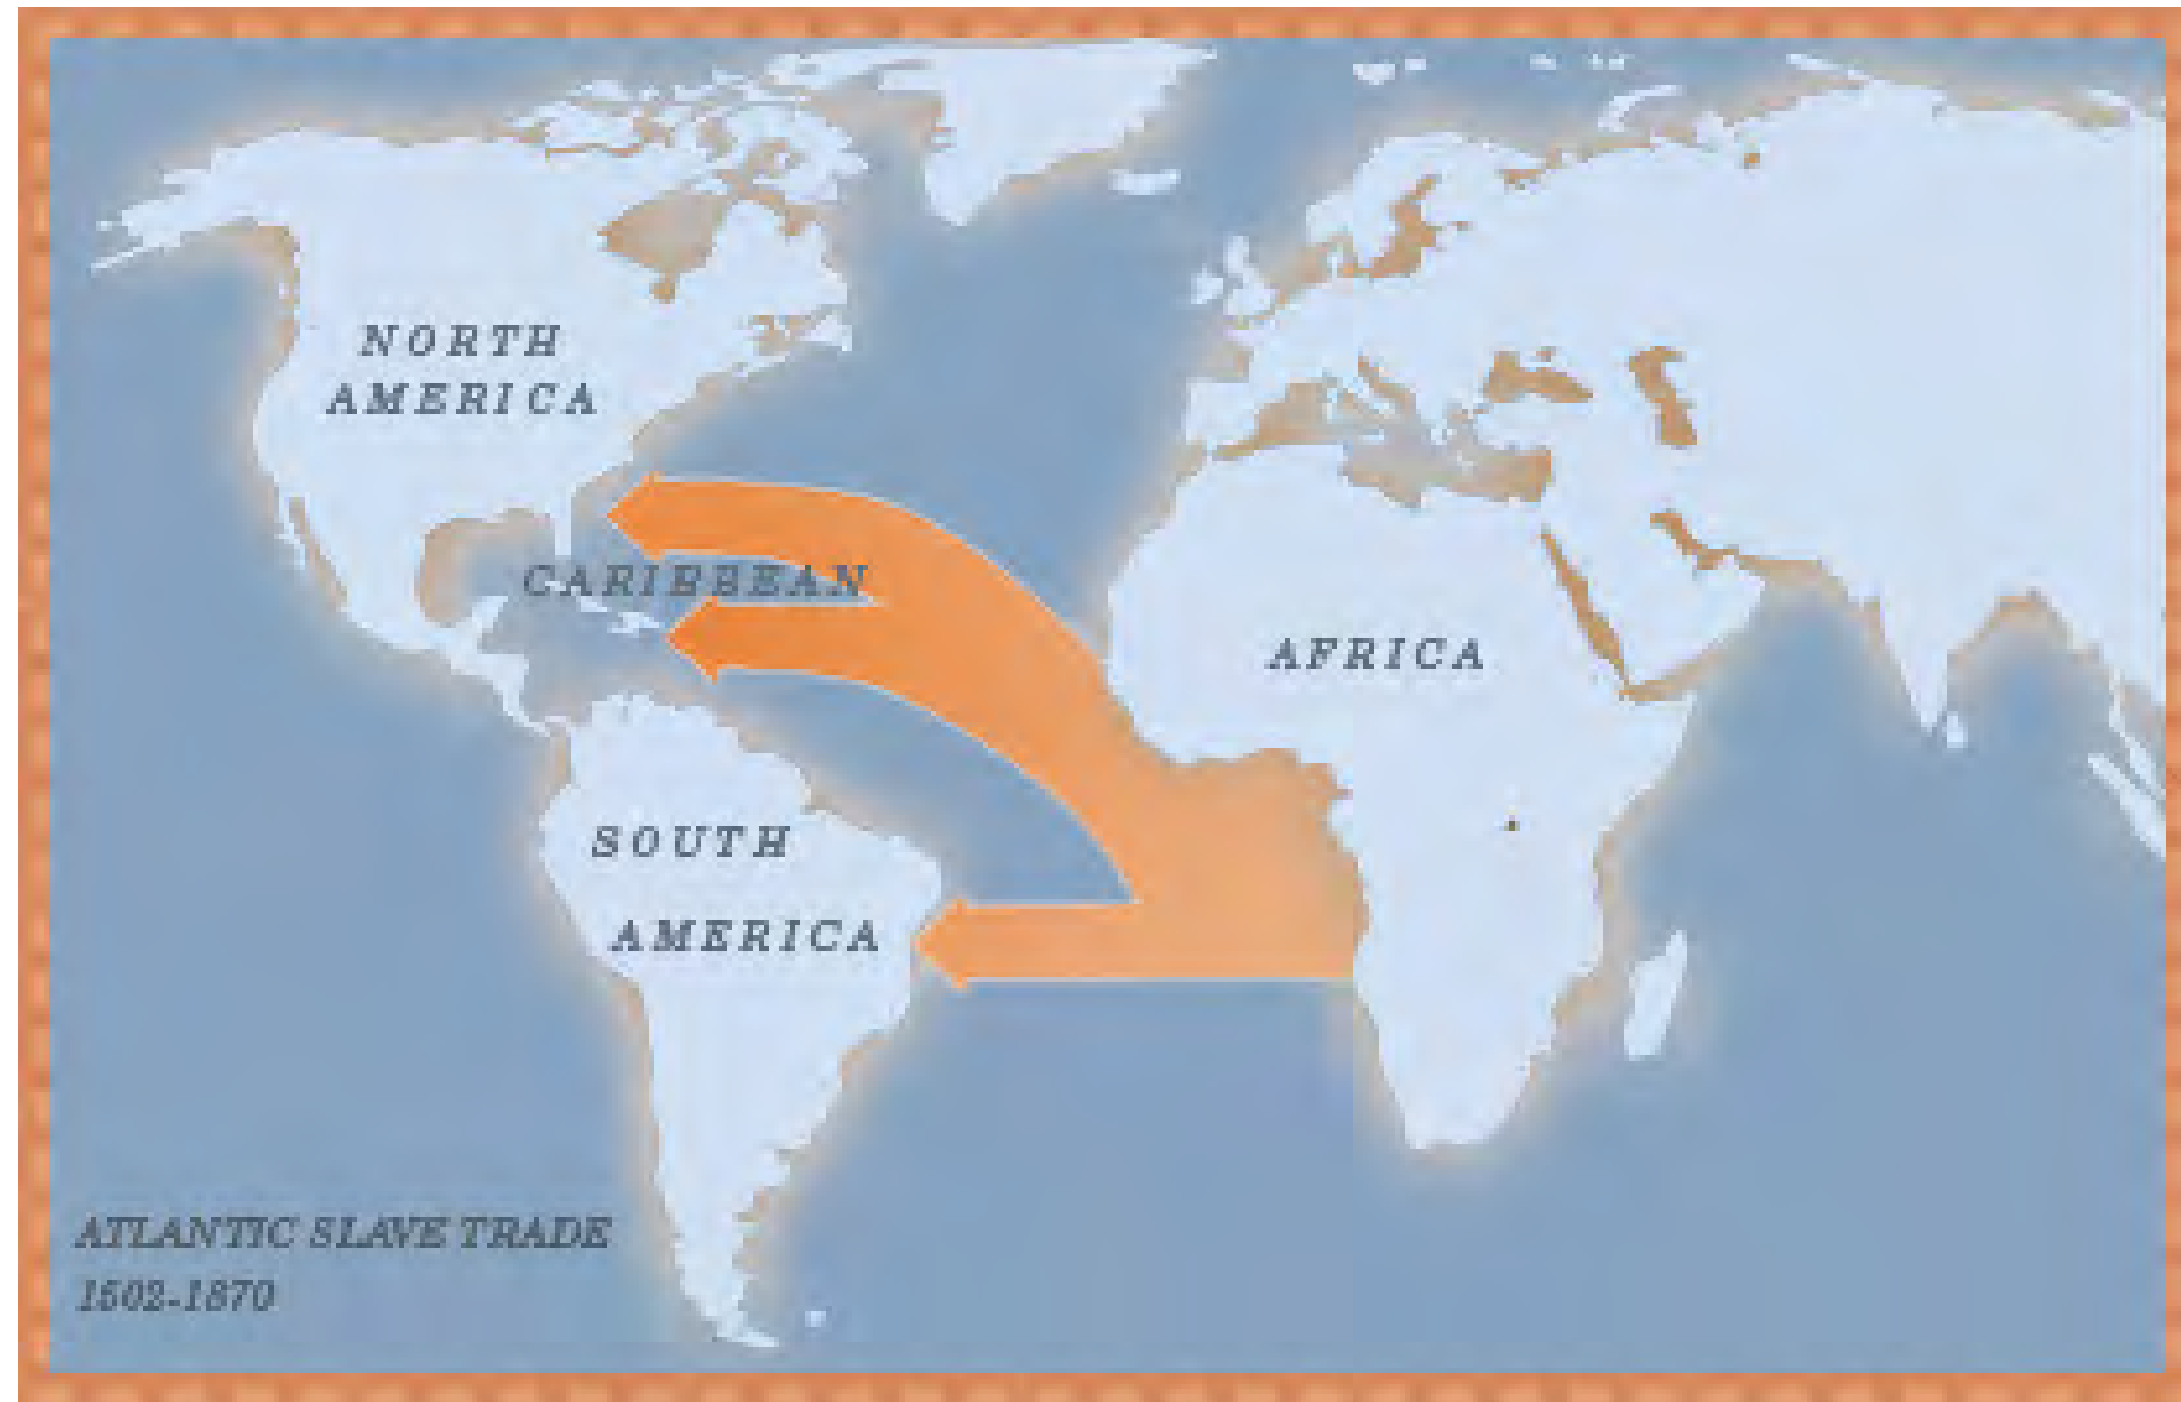 NORTH
AMERICA
CARIBBEAN
AFRICA
SOUTH
AMERICA
ATLANTIC SLAVE TRADE
1502-1870